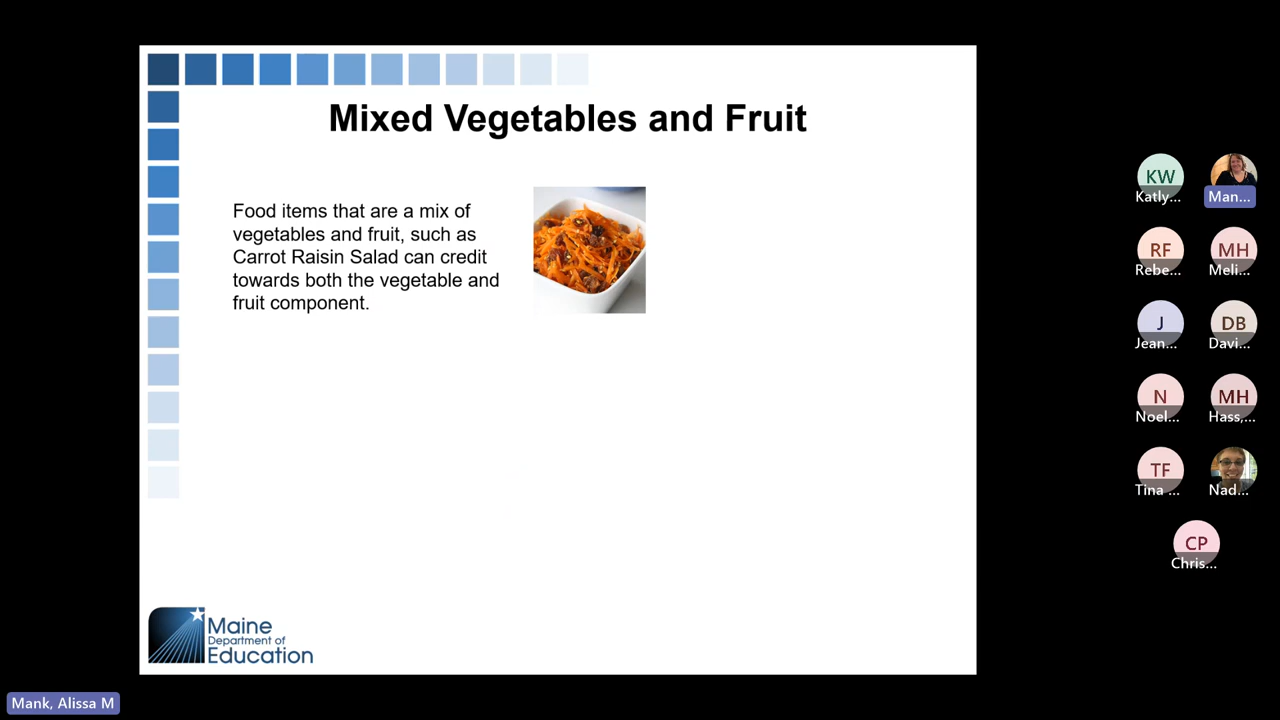 Mixed Vegetables and Fruit
Food items that are a mix of
vegetables and fruit, such as
Carrot Raisin Salad can credit
towards both the vegetable and
fruit component.
Maine
Department of
Education
KW
Katly...
Man...
RF
Rebe...
MH
Meli...
J
Jean...
DB
Davi...
N
Noel...
MH
Hass,...
TF
Tina ...
Nad...
CP
Chris...
Mank, Alissa M